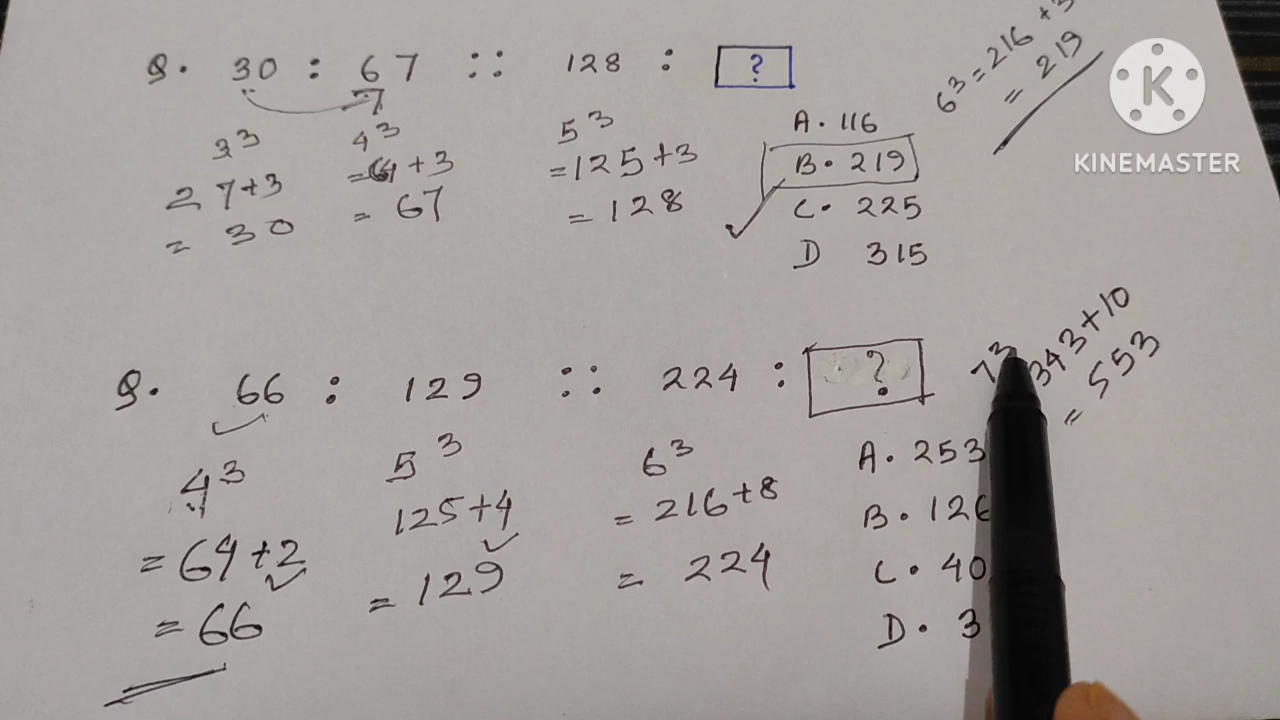 Q. 30 : 67 :: 128 : ?
7
3³
27+3
= 30
4³
=64+3
= 67
5³
=125+3
= 128
A. 116
B. 219
C. 225
D 315
6³=216+3
= 219
KINEMASTER
Q. 66 : 129 :: 224 : ?
4³
=64+2
=66
5³
125+4
=129
6³
=216+8
= 224
7³
343+10
= 553
A. 253
B. 126
C. 40
D. 3